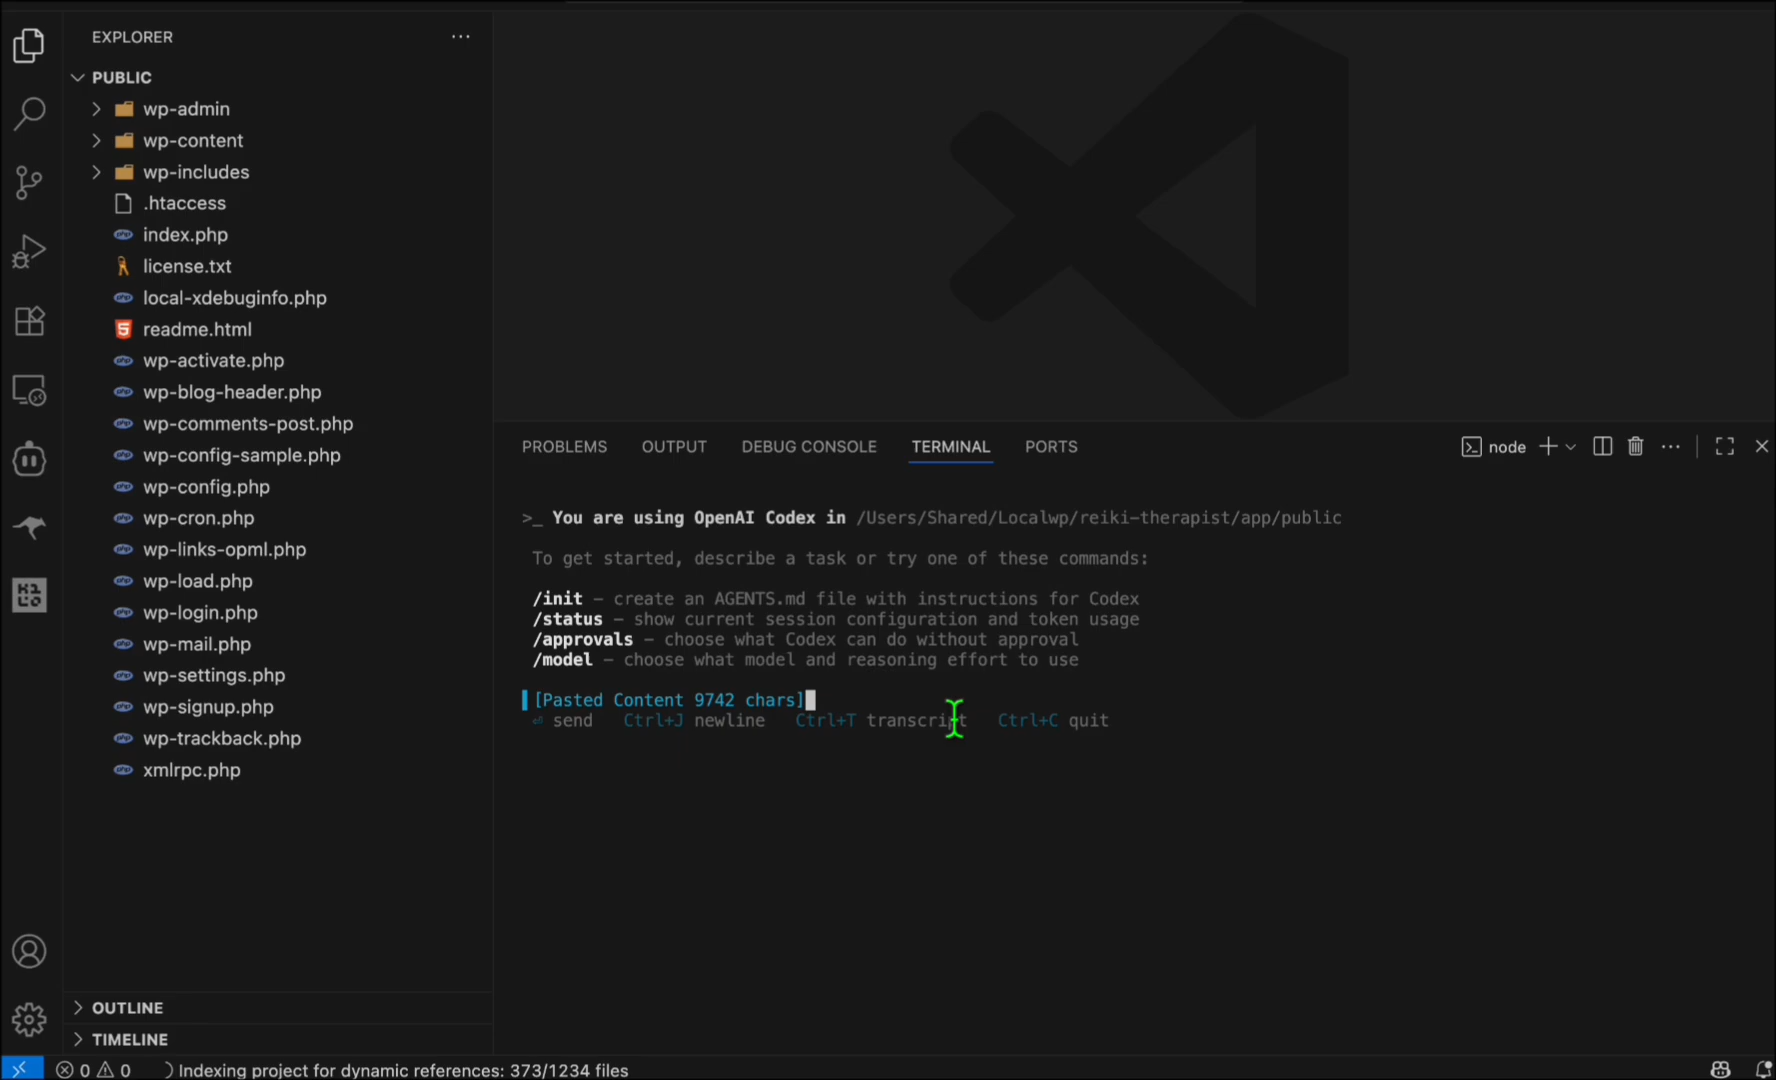 EXPLORER
PUBLIC
wp-admin
wp-content
wp-includes
.htaccess
index.php
license.txt
local-xdebuginfo.php
readme.html
wp-activate.php
wp-blog-header.php
wp-comments-post.php
wp-config-sample.php
wp-config.php
wp-cron.php
wp-links-opml.php
wp-load.php
wp-login.php
wp-mail.php
wp-settings.php
wp-signup.php
wp-trackback.php
xmlrpc.php
OUTLINE
TIMELINE
PROBLEMS OUTPUT DEBUG CONSOLE TERMINAL PORTS node
>_ You are using OpenAI Codex in /Users/Shared/Localwp/reiki-therapist/app/public
To get started, describe a task or try one of these commands:
/init – create an AGENTS.md file with instructions for Codex
/status – show current session configuration and token usage
/approvals – choose what Codex can do without approval
/model – choose what model and reasoning effort to use
[Pasted Content 9742 chars]
⏎ send Ctrl+J newline Ctrl+T transcript Ctrl+C quit
0 0 Indexing project for dynamic references: 373/1234 files